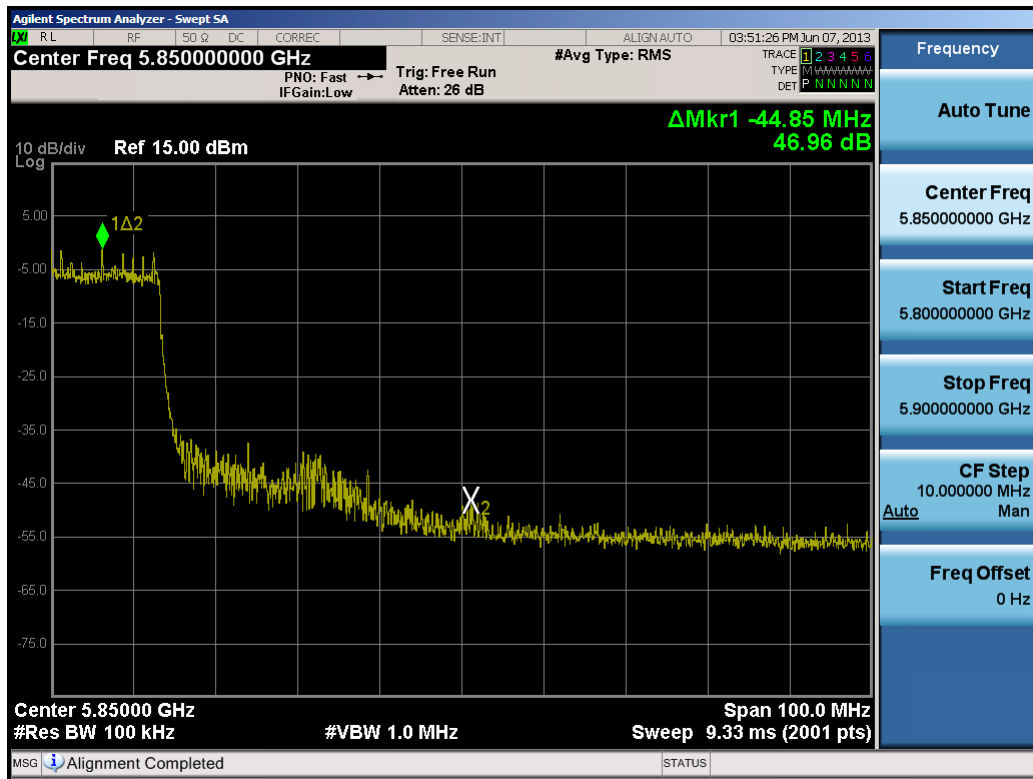 Agilent Spectrum Analyzer - Swept SA
LXI RL RF 50 Ω DC CORREC SENSE:INT ALIGN AUTO 03:51:26 PM Jun 07, 2013
Center Freq 5.850000000 GHz
PNO: Fast
IFGain:Low
Trig: Free Run
Atten: 26 dB
#Avg Type: RMS
TRACE 1 2 3 4 5 6
TYPE M W W W W W
DET P N N N N N
ΔMkr1 -44.85 MHz
46.96 dB
10 dB/div
Log
Ref 15.00 dBm
5.00
-5.00
-15.0
-25.0
-35.0
-45.0
-55.0
-65.0
-75.0
1Δ2
X2
Center 5.85000 GHz
Span 100.0 MHz
#Res BW 100 kHz
#VBW 1.0 MHz
Sweep 9.33 ms (2001 pts)
MSG Alignment Completed
STATUS
Frequency
Auto Tune
Center Freq
5.850000000 GHz
Start Freq
5.800000000 GHz
Stop Freq
5.900000000 GHz
CF Step
10.000000 MHz
Auto Man
Freq Offset
0 Hz